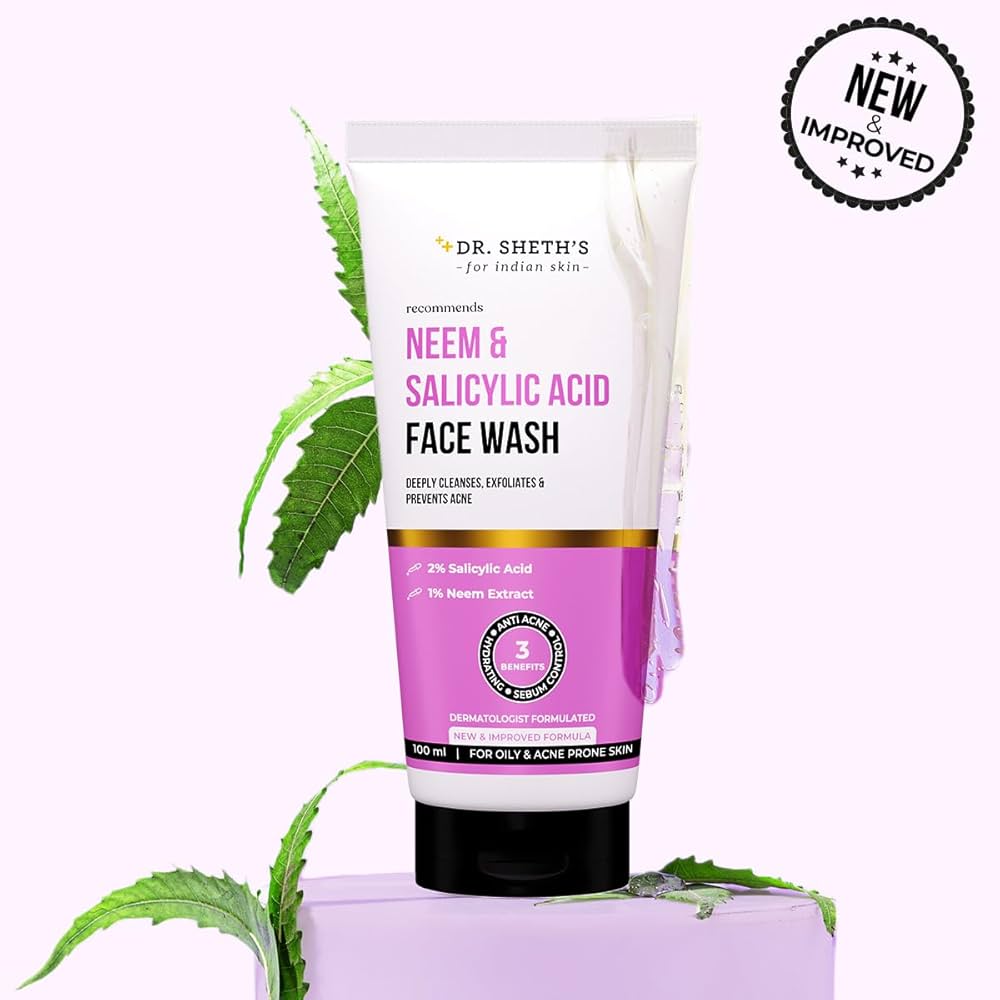 NEW
&
IMPROVED
DR. SHETH'S
- for indian skin -
recommends
NEEM &
SALICYLIC ACID
FACE WASH
DEEPLY CLEANSES, EXFOLIATES &
PREVENTS ACNE
2% Salicylic Acid
1% Neem Extract
ANTI ACNE
HYDRATING
SEBUM CONTROL
3
BENEFITS
DERMATOLOGIST FORMULATED
NEW & IMPROVED FORMULA
100 ml | FOR OILY & ACNE PRONE SKIN